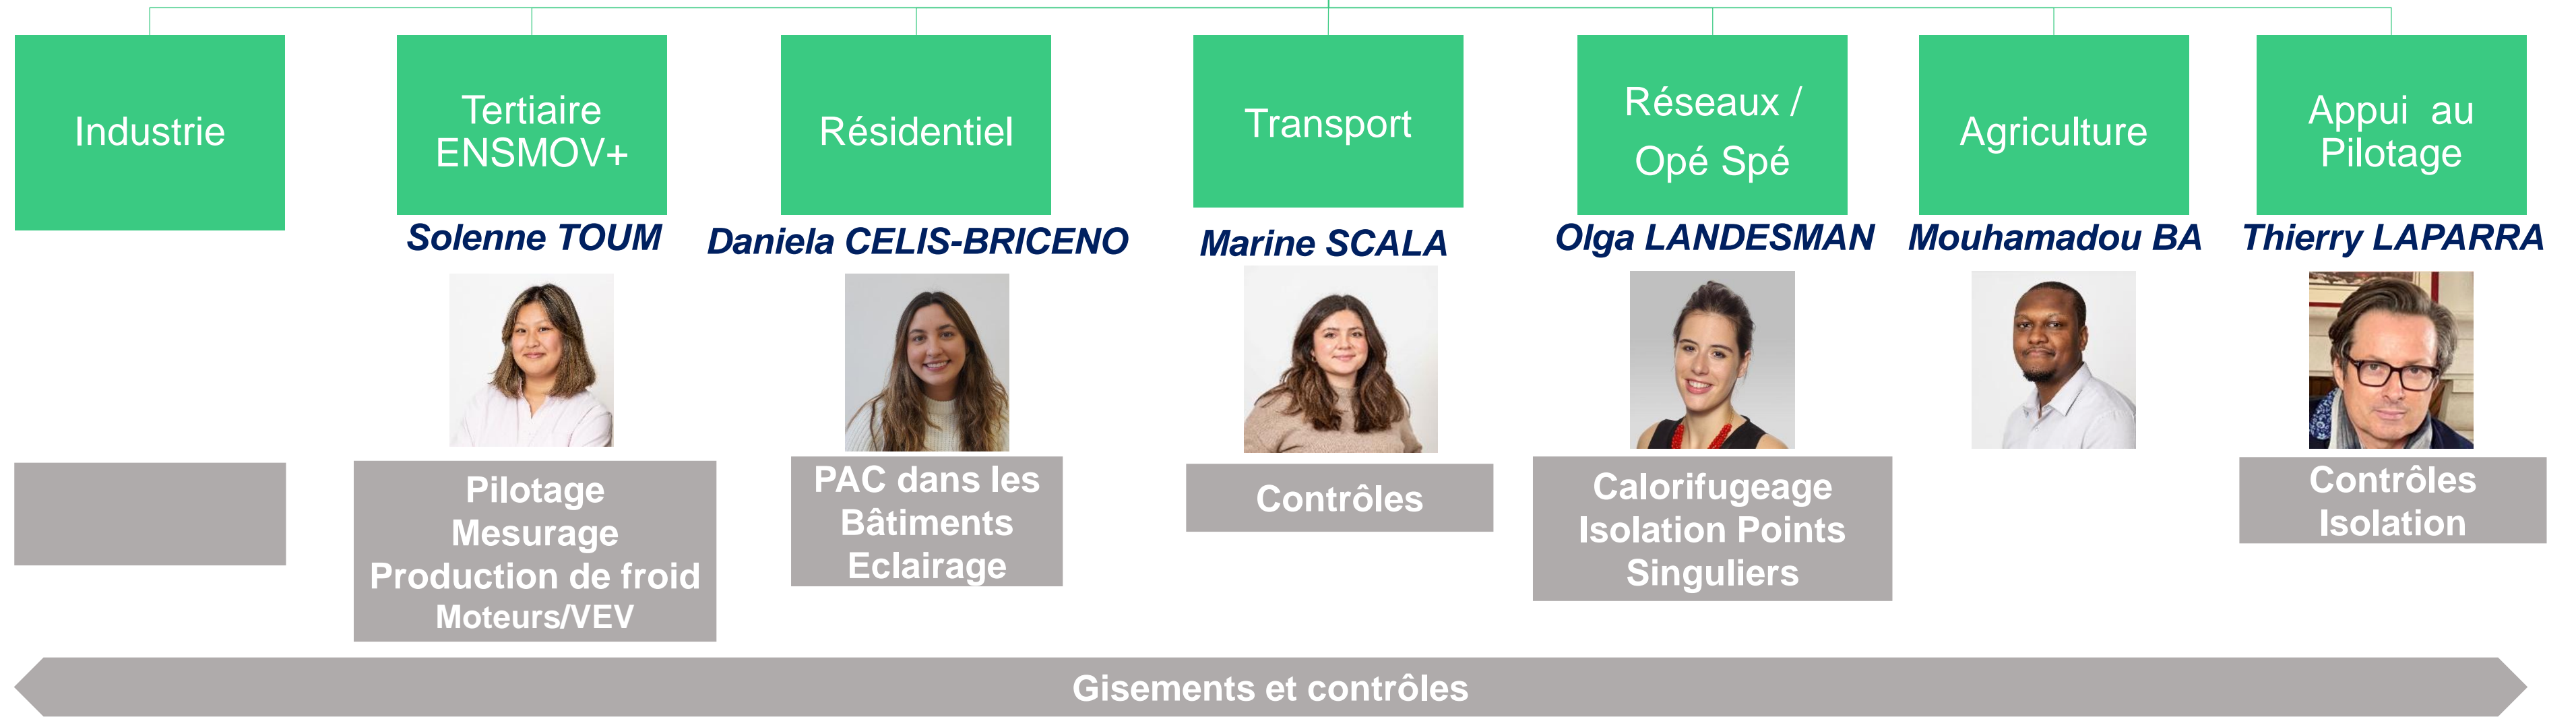 Industrie
Tertiaire
ENSMOV+
Résidentiel
Transport
Réseaux /
Opé Spé
Agriculture
Appui au
Pilotage
Solenne TOUM
Daniela CELIS-BRICENO
Marine SCALA
Olga LANDESMAN
Mouhamadou BA
Thierry LAPARRA
Pilotage
Mesurage
Production de froid
Moteurs/VEV
PAC dans les
Bâtiments
Eclairage
Contrôles
Calorifugeage
Isolation Points
Singuliers
Contrôles
Isolation
Gisements et contrôles